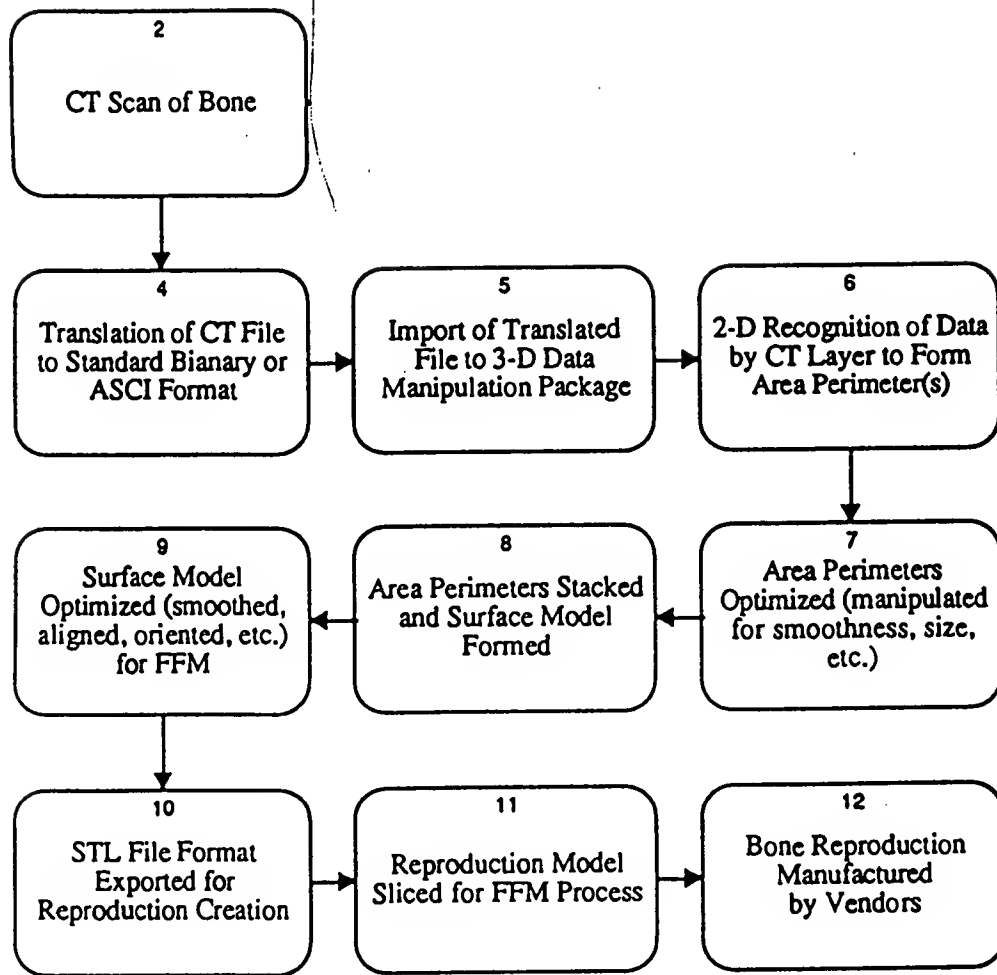 2
CT Scan of Bone
4
Translation of CT File
to Standard Bianary or
ASCI Format
5
Import of Translated
File to 3-D Data
Manipulation Package
6
2-D Recognition of Data
by CT Layer to Form
Area Perimeter(s)
7
Area Perimeters
Optimized (manipulated
for smoothness, size,
etc.)
8
Area Perimeters Stacked
and Surface Model
Formed
9
Surface Model
Optimized (smoothed,
aligned, oriented, etc.)
for FFM
10
STL File Format
Exported for
Reproduction Creation
11
Reproduction Model
Sliced for FFM Process
12
Bone Reproduction
Manufactured
by Vendors